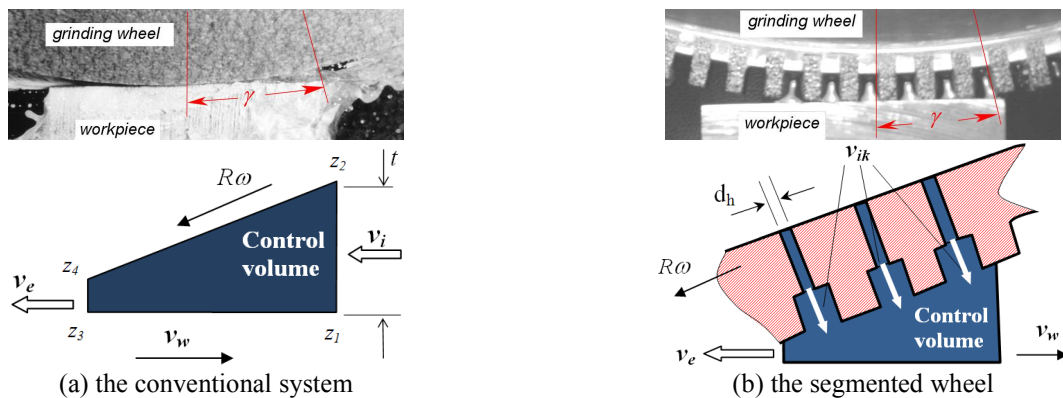 grinding wheel
γ
workpiece
z2
t
Rω
Control
volume
vi
z4
ve
z3
z1
vw
(a) the conventional system
grinding wheel
workpiece
γ
vik
dh
Rω
Control
volume
vw
ve
(b) the segmented wheel